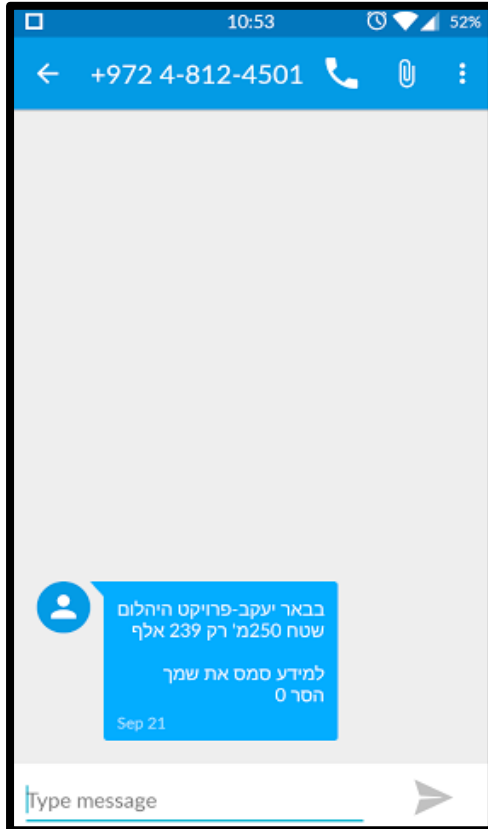 10:53
52%
+972 4-812-4501
בבאר יעקב-פרויקט היהלום
שטח 250מ' רק 239 אלף
למידע סמס את שמך
הסר 0
Sep 21
Type message